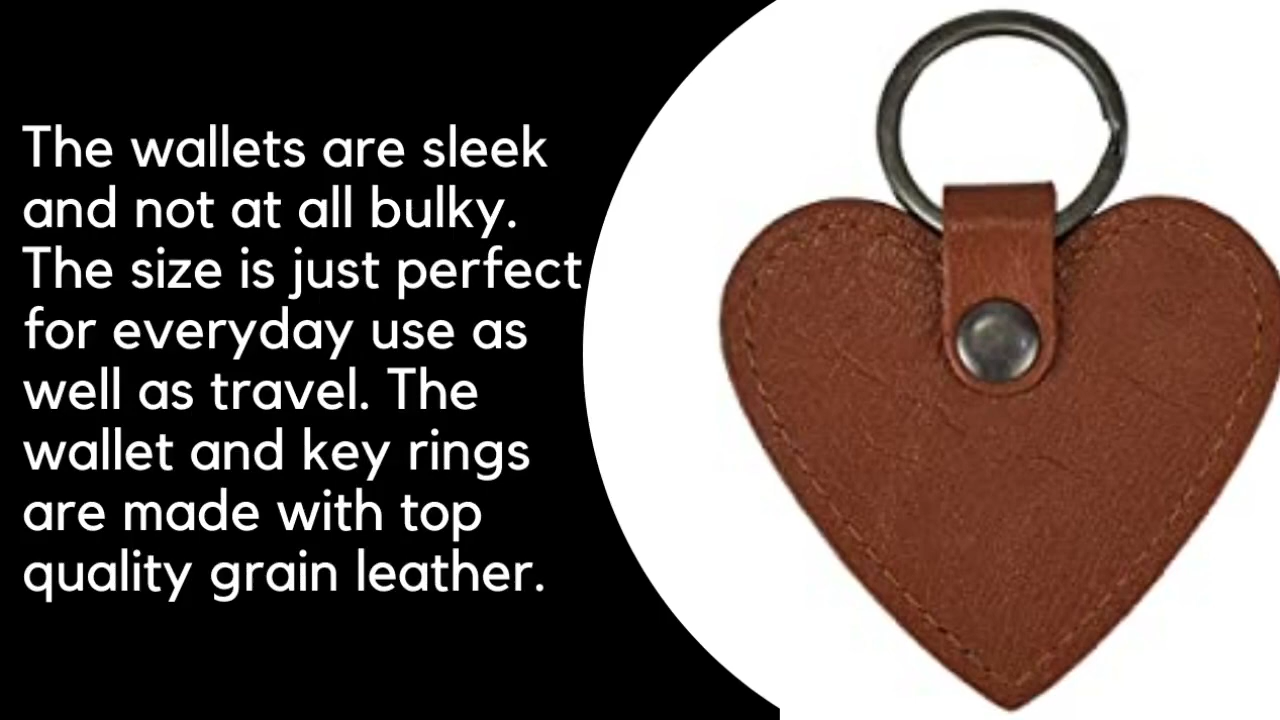 The wallets are sleek
and not at all bulky.
The size is just perfect
for everyday use as
well as travel. The
wallet and key rings
are made with top
quality grain leather.